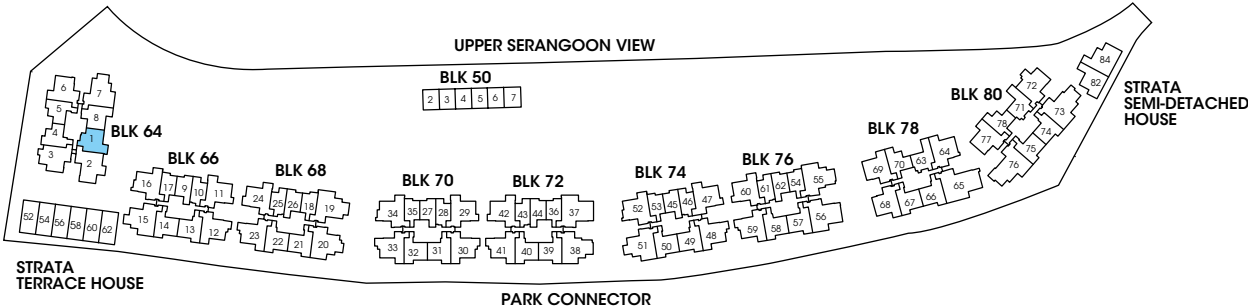 UPPER SERANGOON VIEW
BLK 50
2 3 4 5 6 7
84
82
STRATA
SEMI-DETACHED
HOUSE
BLK 80
72
71
73
78
74
77
75
76
6
7
5
8
4
1
3
2
BLK 64
BLK 66
16 17 9 10 11
15 14 13 12
BLK 68
24 25 26 18 19
23 22 21 20
BLK 70
34 35 27 28 29
33 32 31 30
BLK 72
42 43 44 36 37
41 40 39 38
BLK 74
52 53 45 46 47
51 50 49 48
BLK 76
60 61 62 54 55
59 58 57 56
BLK 78
69 70 63 64
68 67 66 65
52 54 56 58 60 62
STRATA
TERRACE HOUSE
PARK CONNECTOR